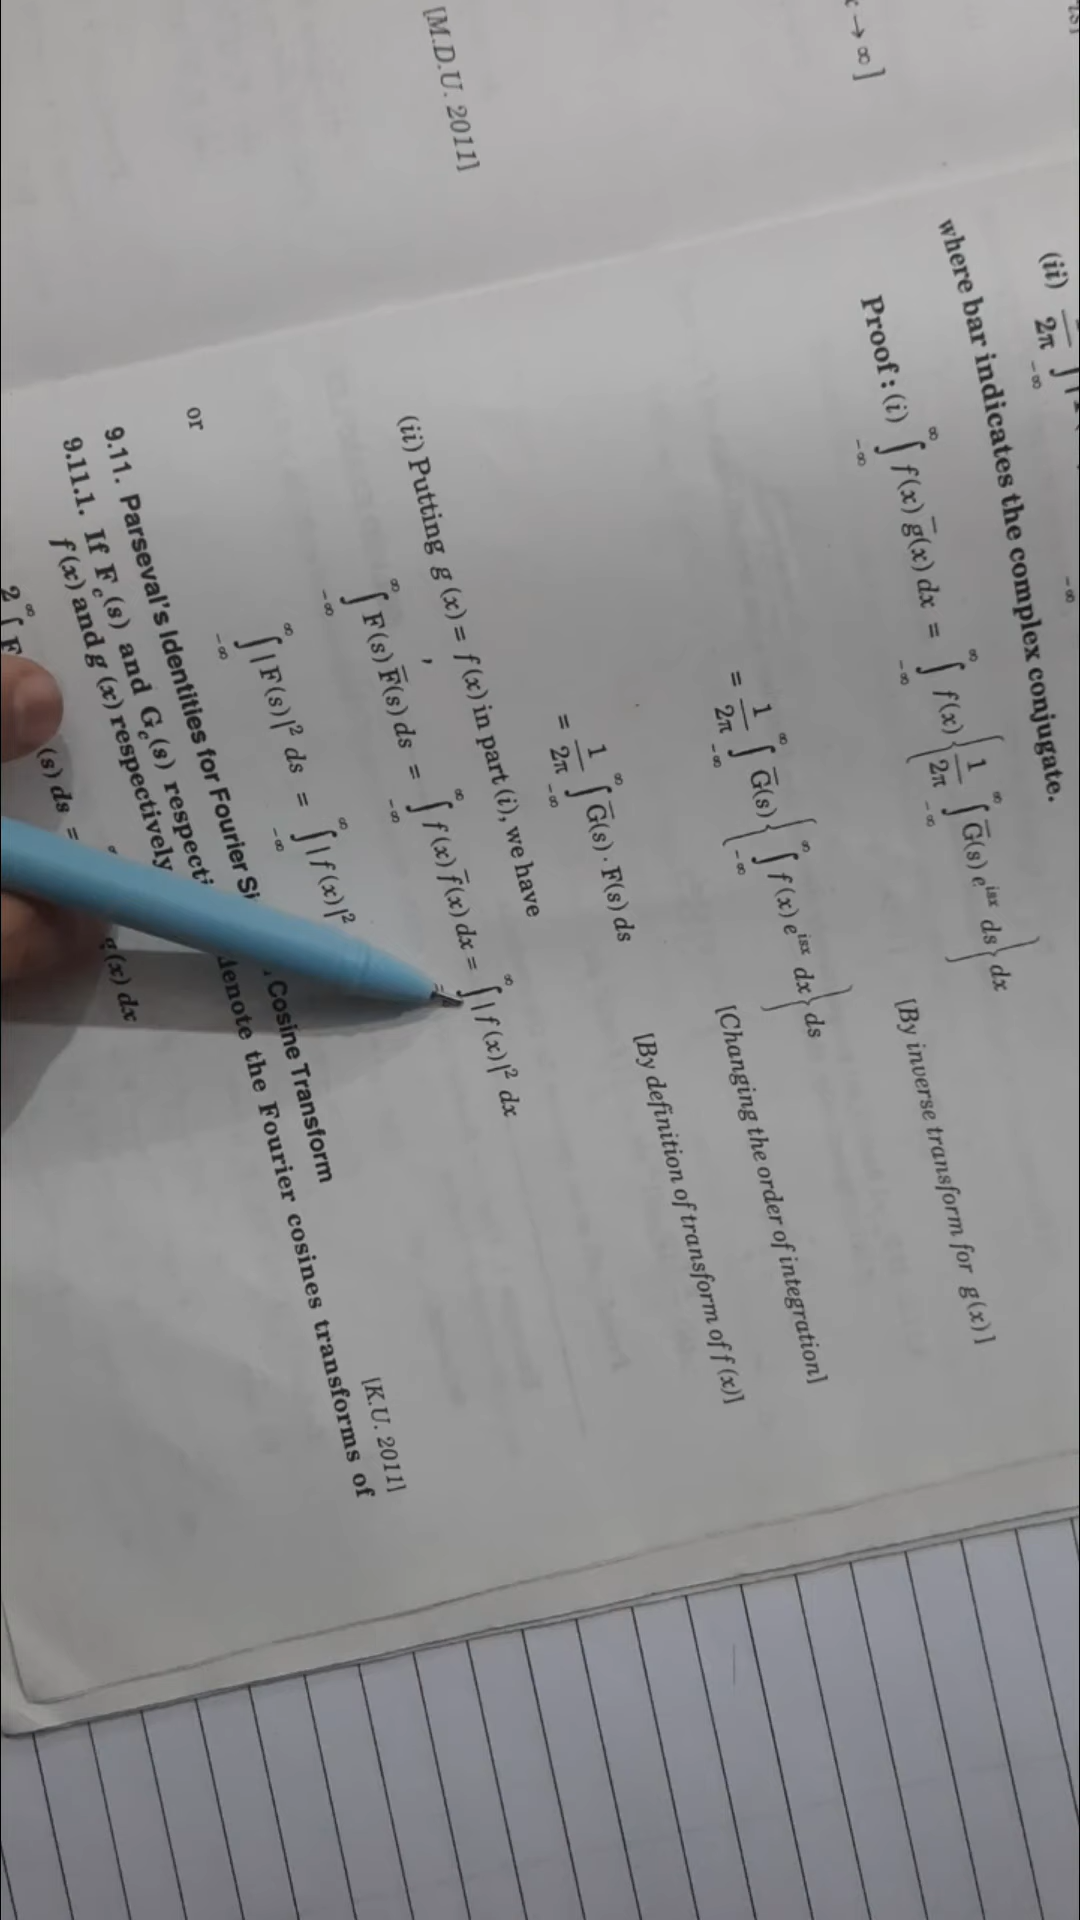 is]
x → ∞ ]
[M.D.U. 2011]
(ii) 1/2π ∫_{-∞}
where bar indicates the complex conjugate.
Proof : (i) ∫_{-∞}^{∞} f(x) g̅(x) dx = ∫_{-∞}^{∞} f(x) { 1/2π ∫_{-∞}^{∞} G̅(s) e^{isx} ds } dx
[By inverse transform for g(x)]
= 1/2π ∫_{-∞}^{∞} G̅(s) { ∫_{-∞}^{∞} f(x) e^{isx} dx } ds
[Changing the order of integration]
= 1/2π ∫_{-∞}^{∞} G̅(s) . F(s) ds
[By definition of transform of f(x)]
(ii) Putting g (x) = f(x) in part (i), we have
∫_{-∞}^{∞} F(s) F̅(s) ds = ∫_{-∞}^{∞} f (x) f̅(x) dx = ∫^{∞} | f (x)|² dx
or ∫_{-∞}^{∞} | F(s)|² ds = ∫_{-∞}^{∞} | f (x)|²
[K.U. 2011]
9.11. Parseval's Identities for Fourier Cosine Transform
9.11.1. If F_c (s) and G_c (s) denote the Fourier cosines transforms of
f (x) and g (x) respectively
2 ∫^{∞} F (s) ds = (x) dx